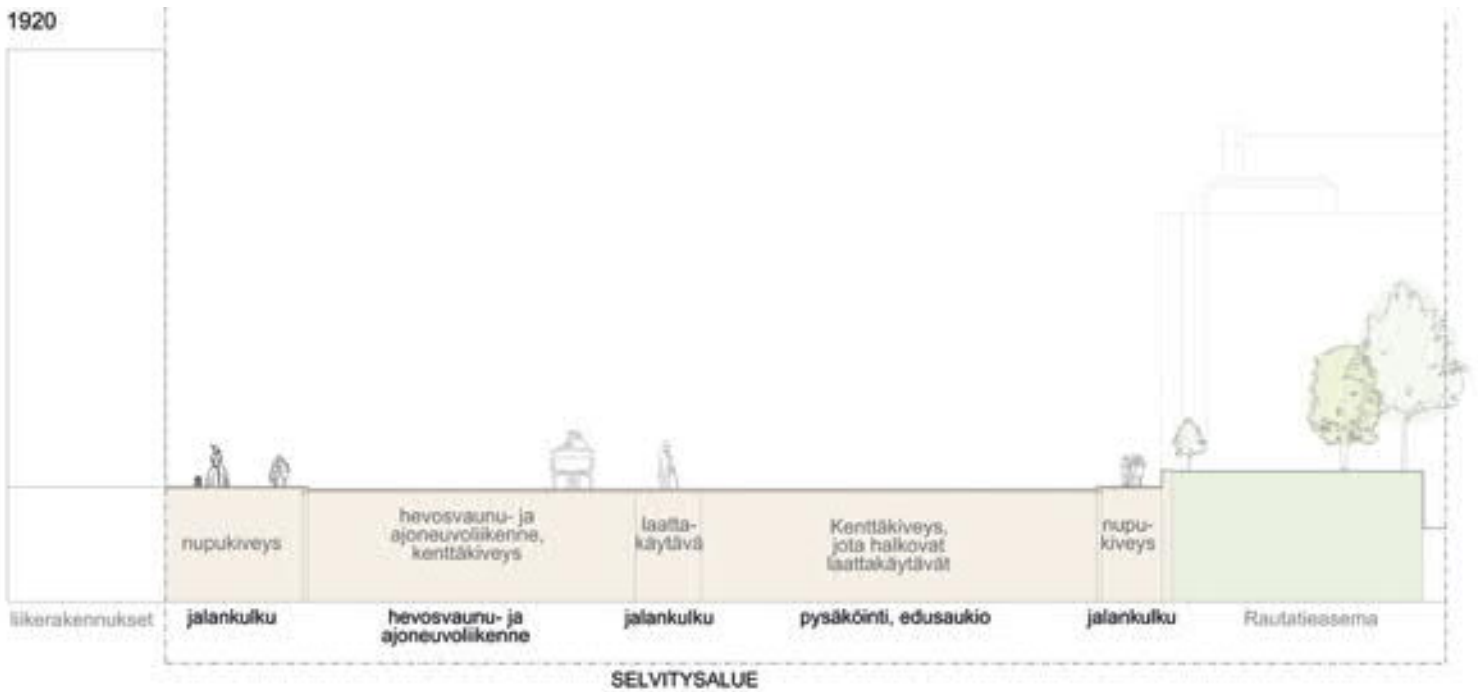 1920
nupukiveys
hevosvaunu- ja
ajoneuvoliikenne,
kenttäkiveys
laatta-
käytävä
Kenttäkiveys,
jota halkovat
laattakäytävät
nupu-
kiveys
liikerakennukset
jalankulku
hevosvaunu- ja
ajoneuvoliikenne
jalankulku
pysäköinti, edusaukio
jalankulku
Rautatieasema
SELVITYSALUE